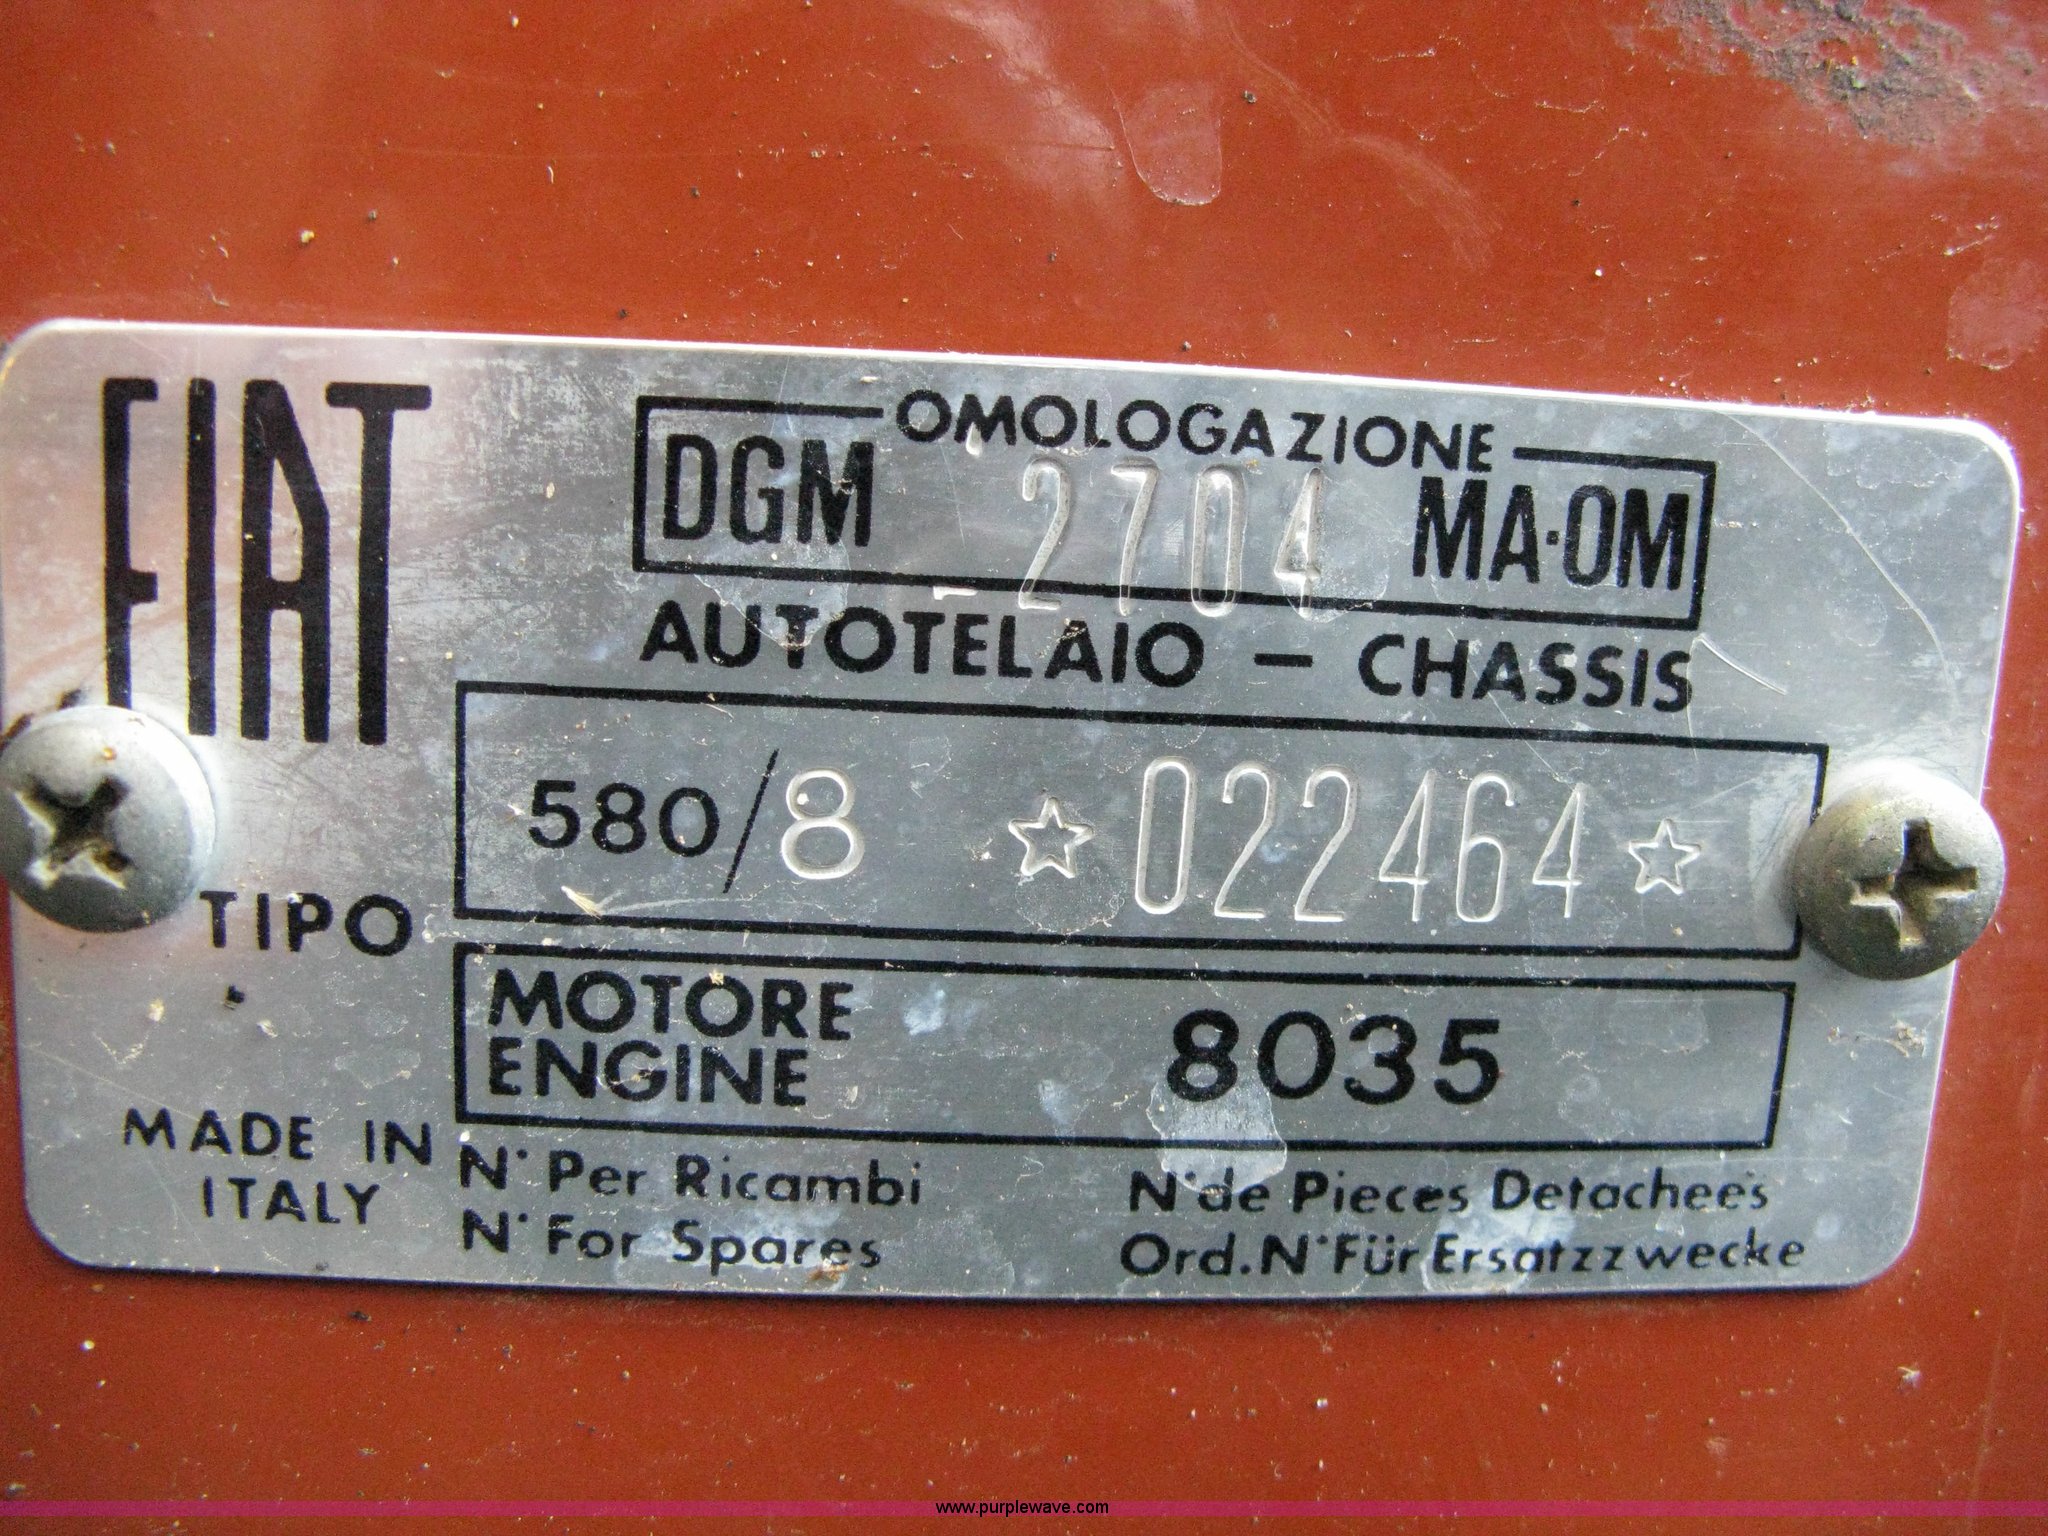 FIAT
OMOLOGAZIONE
DGM 2704 MA·OM
AUTOTELAIO – CHASSIS
580/8 ☆022464☆
TIPO
MOTORE
ENGINE
8035
MADE IN
ITALY
N° Per Ricambi
N° For Spares
N° de Pieces Detachees
Ord.N° Für Ersatzzwecke
www.purplewave.com